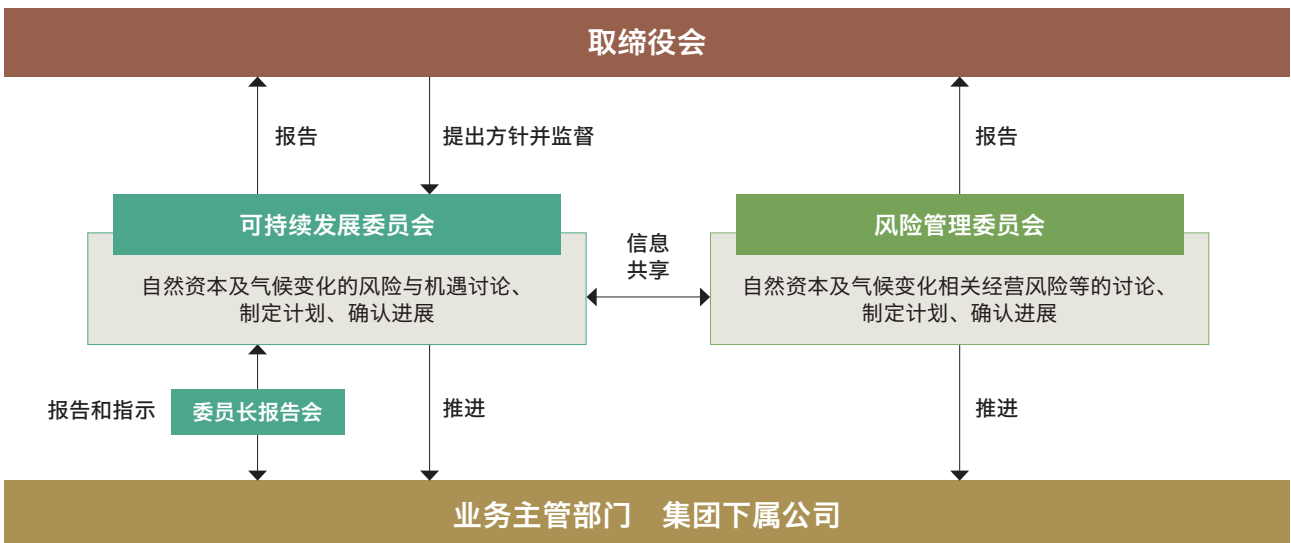 取缔役会
报告
提出方针并监督
报告
可持续发展委员会
自然资本及气候变化的风险与机遇讨论、
制定计划、确认进展
信息
共享
风险管理委员会
自然资本及气候变化相关经营风险等的讨论、
制定计划、确认进展
报告和指示
委员长报告会
推进
推进
业务主管部门　集团下属公司